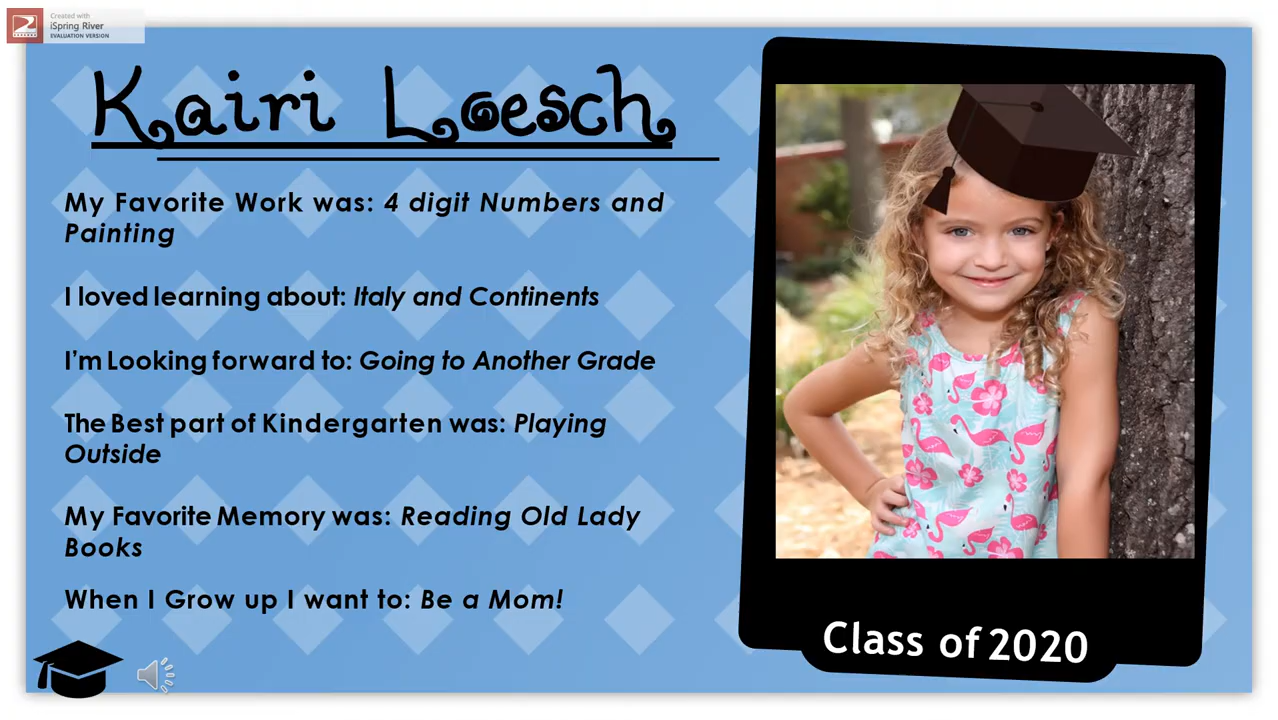 Created with
iSpring River
EVALUATION VERSION
Kairi Loesch
My Favorite Work was: 4 digit Numbers and
Painting
I loved learning about: Italy and Continents
I'm Looking forward to: Going to Another Grade
The Best part of Kindergarten was: Playing
Outside
My Favorite Memory was: Reading Old Lady
Books
When I Grow up I want to: Be a Mom!
Class of 2020